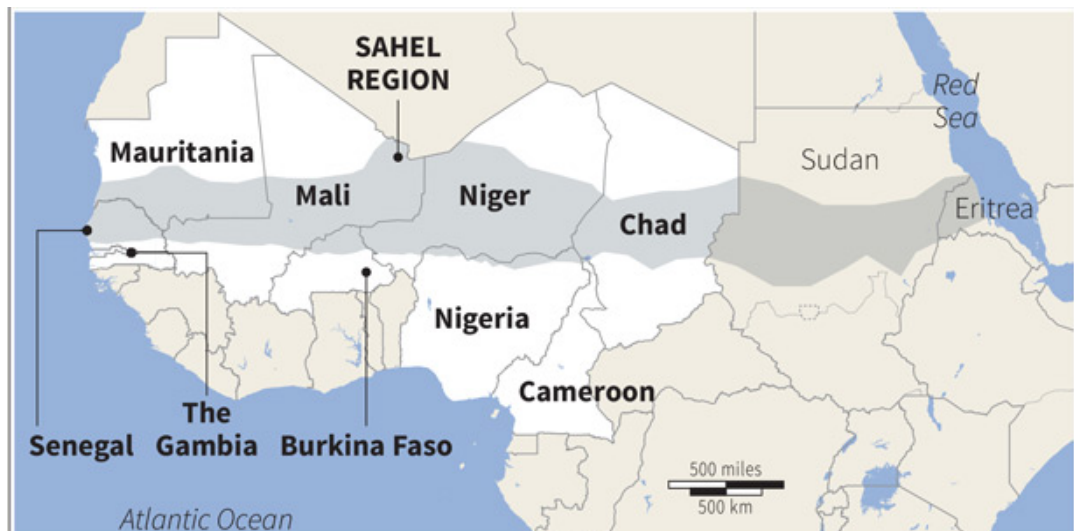 SAHEL
REGION
Red
Sea
Mauritania
Sudan
Mali
Niger
Eritrea
Chad
Nigeria
Cameroon
The
Gambia
Senegal
Burkina Faso
500 miles
500 km
Atlantic Ocean